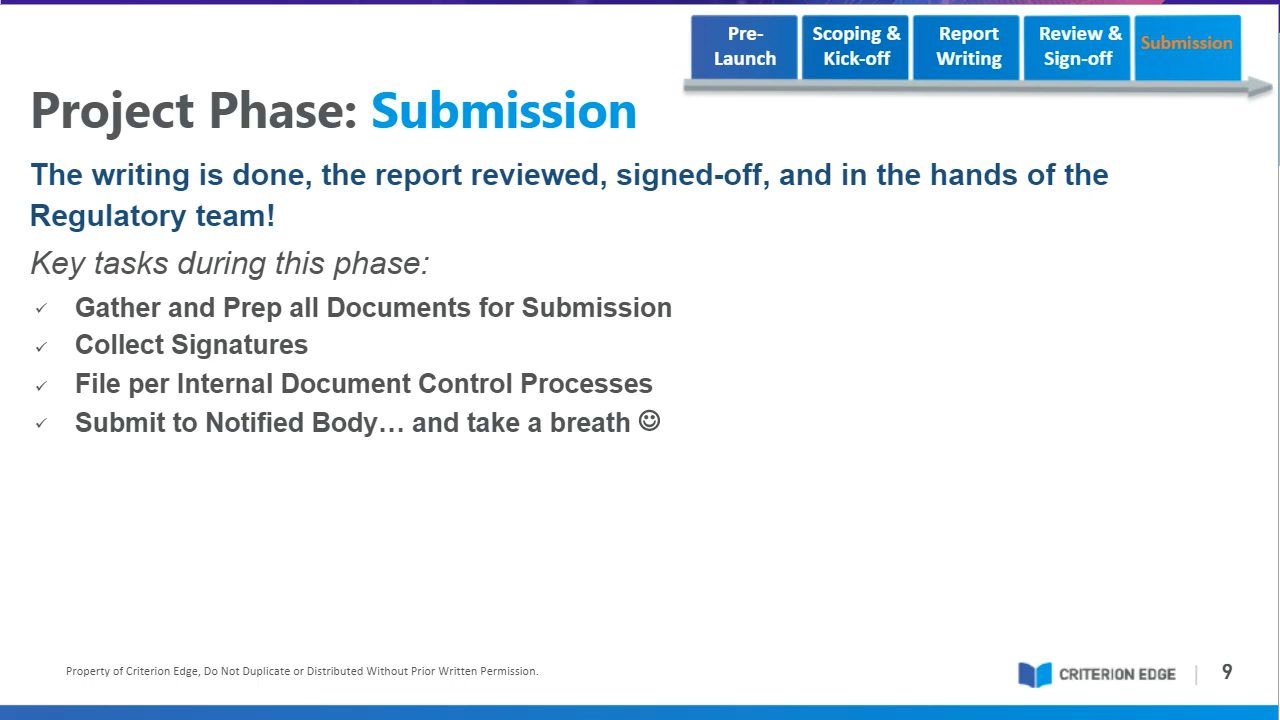 Pre-
Launch
Scoping &
Kick-off
Report
Writing
Review &
Sign-off
Submission
Project Phase: Submission
The writing is done, the report reviewed, signed-off, and in the hands of the
Regulatory team!
Key tasks during this phase:
✓ Gather and Prep all Documents for Submission
✓ Collect Signatures
✓ File per Internal Document Control Processes
✓ Submit to Notified Body… and take a breath ☺
Property of Criterion Edge, Do Not Duplicate or Distributed Without Prior Written Permission.
CRITERION EDGE | 9